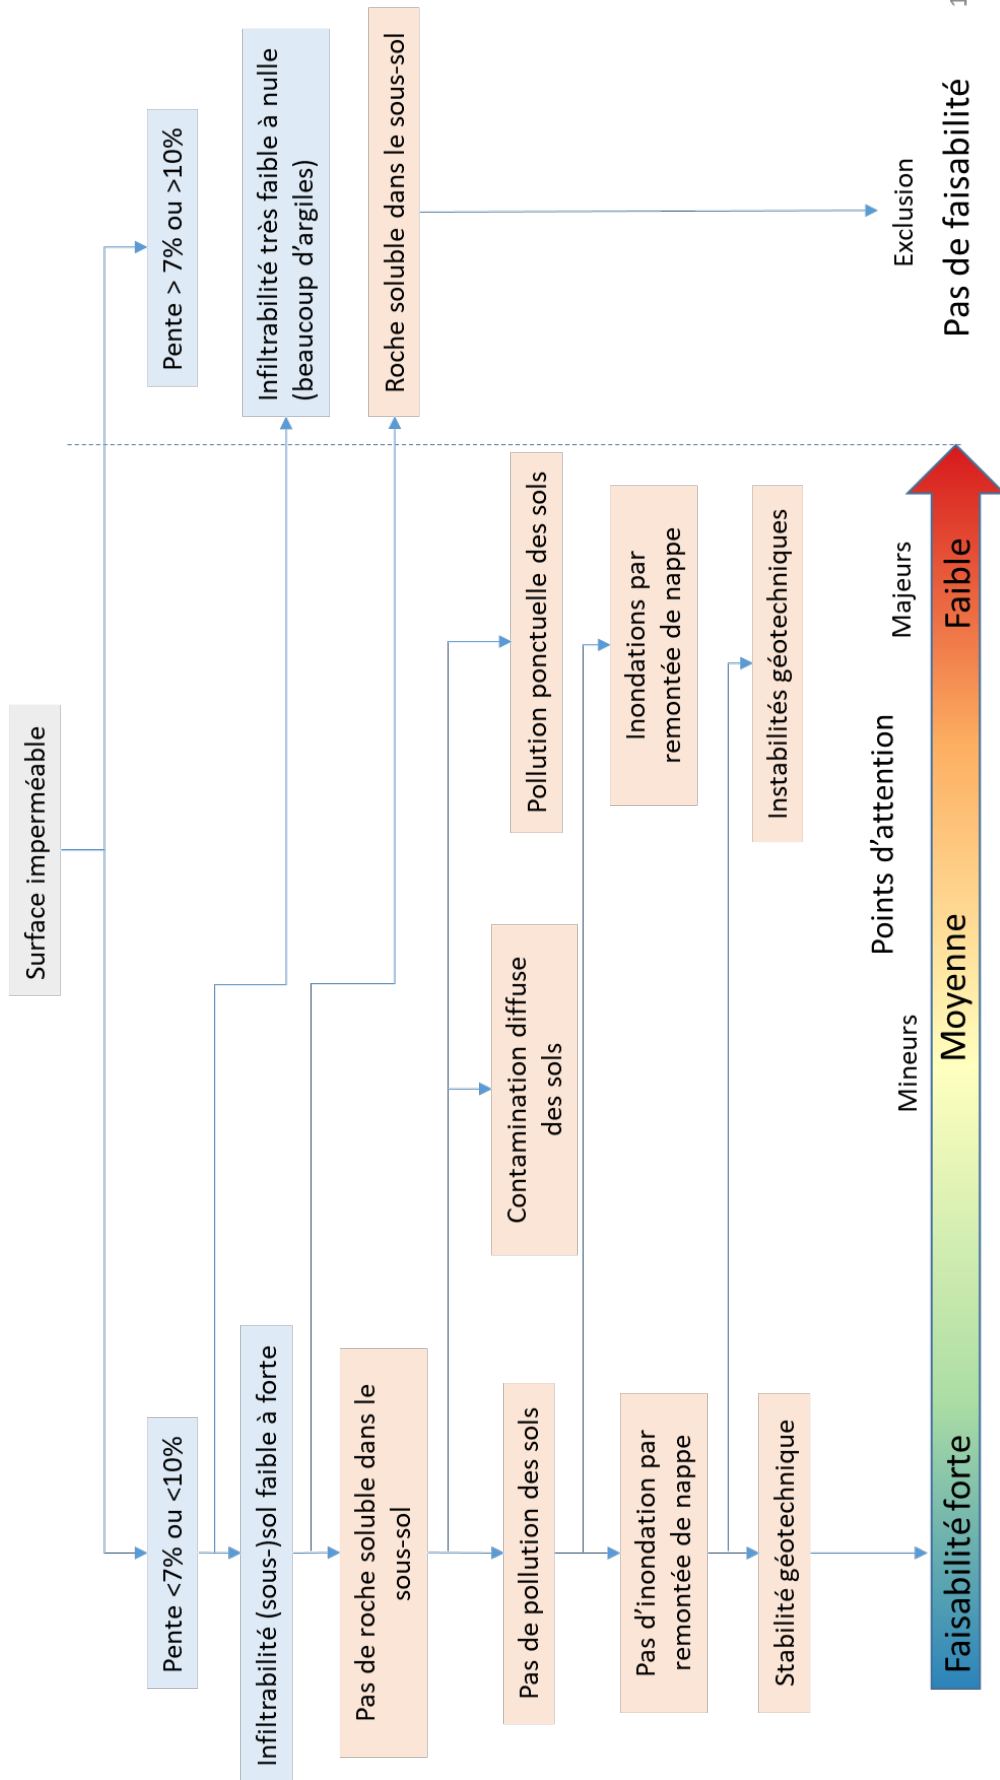 Surface imperméable
Pente <7% ou <10%
Pente > 7% ou >10%
Infiltrabilité (sous-)sol faible à forte
Infiltrabilité très faible à nulle
(beaucoup d'argiles)
Pas de roche soluble dans le
sous-sol
Roche soluble dans le sous-sol
Pas de pollution des sols
Contamination diffuse
des sols
Pollution ponctuelle des sols
Pas d'inondation par
remontée de nappe
Inondations par
remontée de nappe
Stabilité géotechnique
Instabilités géotechniques
Points d'attention
Mineurs
Majeurs
Exclusion
Faisabilité forte
Moyenne
Faible
Pas de faisabilité